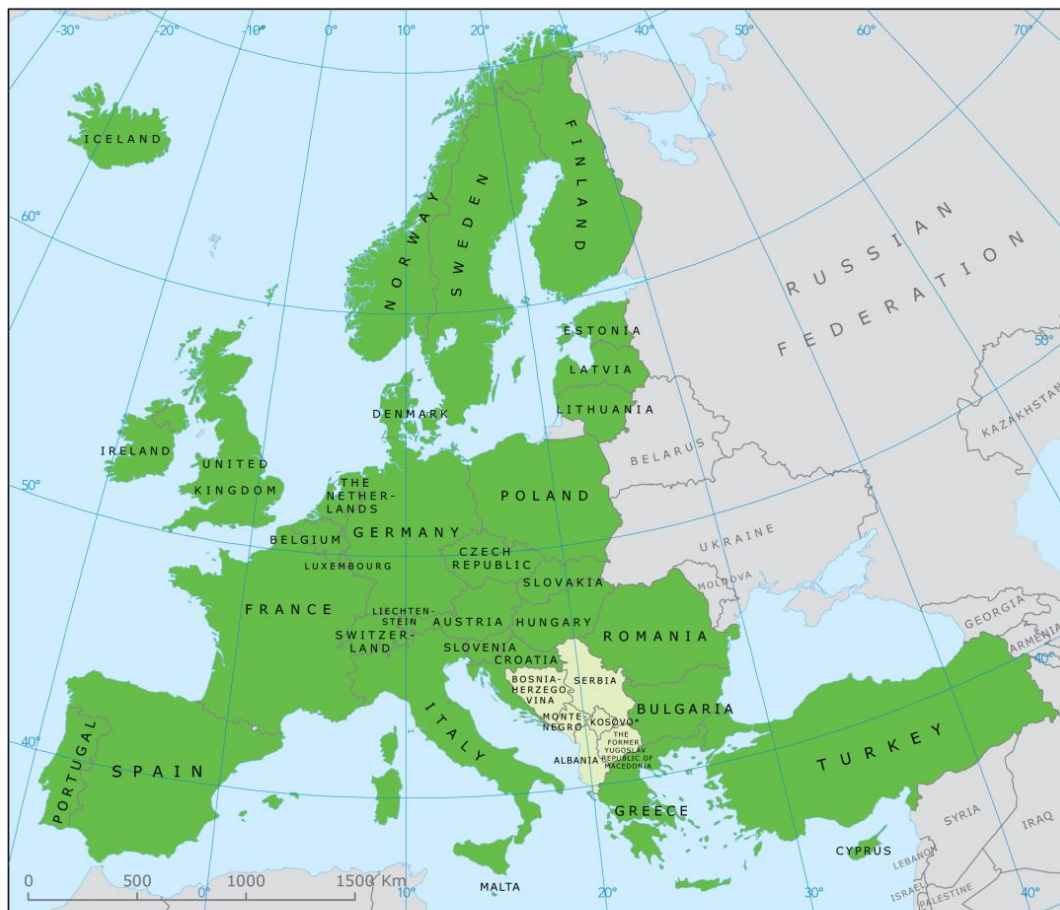 -30°
-20°
-10°
0°
10°
20°
30°
40°
50°
60°
70°
ICELAND
60°
NORWAY
SWEDEN
FINLAND
RUSSIAN
FEDERATION
50°
ESTONIA
LATVIA
LITHUANIA
DENMARK
BELARUS
KAZAKHSTAN
IRELAND
UNITED
KINGDOM
50°
THE
NETHER-
LANDS
POLAND
BELGIUM
GERMANY
UKRAINE
LUXEMBOURG
CZECH
REPUBLIC
SLOVAKIA
MOLDOVA
FRANCE
LIECHTEN-
STEIN
AUSTRIA
HUNGARY
ROMANIA
GEORGIA
ARMENIA
SWITZER-
LAND
SLOVENIA
CROATIA
40°
BOSNIA-
HERZEGO-
VINA
SERBIA
MONTE-
NEGRO
KOSOVO*
BULGARIA
40°
PORTUGAL
SPAIN
ITALY
ALBANIA
THE
FORMER
YUGOSLAV
REPUBLIC OF
MACEDONIA
TURKEY
GREECE
SYRIA
IRAQ
CYPRUS
LEBANON
MALTA
ISRAEL
PALESTINE
0 500 1000 1500 Km
0°
10°
20°
30°
40°